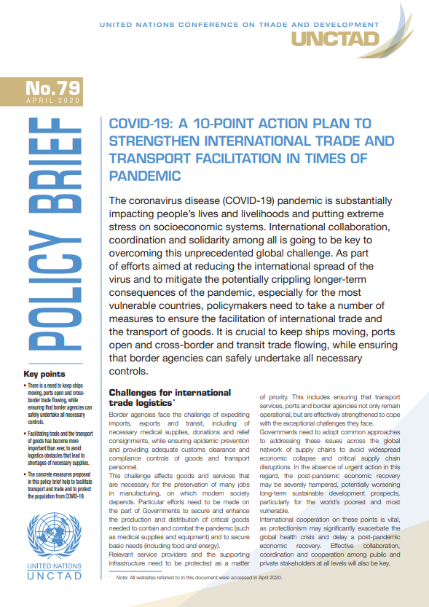 UNITED NATIONS CONFERENCE ON TRADE AND DEVELOPMENT
UNCTAD
No.79
APRIL 2020
POLICY BRIEF
COVID-19: A 10-POINT ACTION PLAN TO
STRENGTHEN INTERNATIONAL TRADE AND
TRANSPORT FACILITATION IN TIMES OF
PANDEMIC
The coronavirus disease (COVID-19) pandemic is substantially
impacting people's lives and livelihoods and putting extreme
stress on socioeconomic systems. International collaboration,
coordination and solidarity among all is going to be key to
overcoming this unprecedented global challenge. As part
of efforts aimed at reducing the international spread of the
virus and to mitigate the potentially crippling longer-term
consequences of the pandemic, especially for the most
vulnerable countries, policymakers need to take a number of
measures to ensure the facilitation of international trade and
the transport of goods. It is crucial to keep ships moving, ports
open and cross-border and transit trade flowing, while ensuring
that border agencies can safely undertake all necessary
controls.
Key points
• There is a need to keep ships
moving, ports open and cross-
border trade flowing, while
ensuring that border agencies can
safely undertake all necessary
controls.
• Facilitating trade and the transport
of goods has become more
important than ever, to avoid
logistics obstacles that lead to
shortages of necessary supplies.
• The concrete measures proposed
in this policy brief help to facilitate
transport and trade and to protect
the population from COVID-19.
UNITED NATIONS
UNCTAD
Challenges for international
trade logistics*
Border agencies face the challenge of expediting
imports, exports and transit, including of
necessary medical supplies, donations and relief
consignments, while ensuring epidemic prevention
and providing adequate customs clearance and
compliance controls of goods and transport
personnel.
This challenge affects goods and services that
are necessary for the preservation of many jobs
in manufacturing, on which modern society
depends. Particular efforts need to be made on
the part of Governments to secure and enhance
the production and distribution of critical goods
needed to contain and combat the pandemic (such
as medical supplies and equipment) and to secure
basic needs (including food and energy).
Relevant service providers and the supporting
infrastructure need to be protected as a matter
of priority. This includes ensuring that transport
services, ports and border agencies not only remain
operational, but are effectively strengthened to cope
with the exceptional challenges they face.
Governments need to adopt common approaches
to addressing these issues across the global
network of supply chains to avoid widespread
economic collapse and critical supply chain
disruptions. In the absence of urgent action in this
regard, the post-pandemic economic recovery
may be severely hampered, potentially worsening
long-term sustainable development prospects,
particularly for the world's poorest and most
vulnerable.
International cooperation on these points is vital,
as protectionism may significantly exacerbate the
global health crisis and delay a post-pandemic
economic recovery. Effective collaboration,
coordination and cooperation among public and
private stakeholders at all levels will also be key.
* Note: All websites referred to in this document were accessed in April 2020.